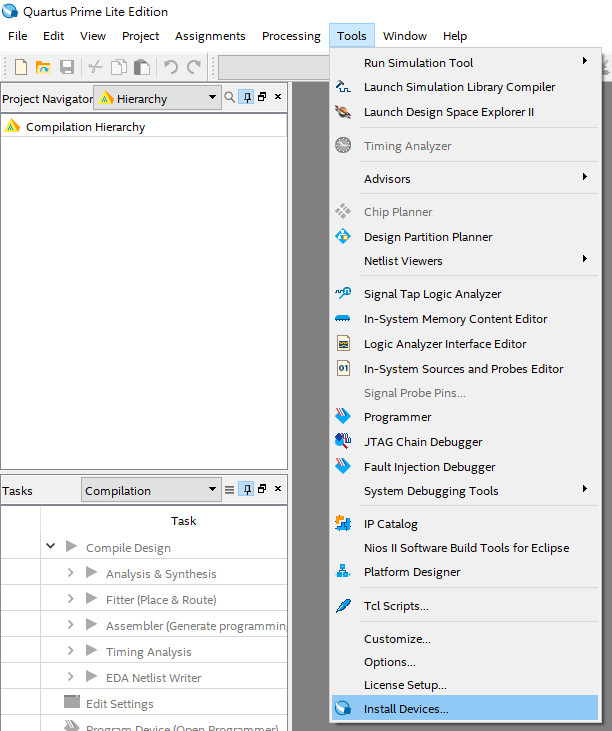 Quartus Prime Lite Edition
File Edit View Project Assignments Processing Tools Window Help
Project Navigator Hierarchy
Compilation Hierarchy
Run Simulation Tool
Launch Simulation Library Compiler
Launch Design Space Explorer II
Timing Analyzer
Advisors
Chip Planner
Design Partition Planner
Netlist Viewers
Signal Tap Logic Analyzer
In-System Memory Content Editor
Logic Analyzer Interface Editor
01 In-System Sources and Probes Editor
Signal Probe Pins...
Programmer
JTAG Chain Debugger
Fault Injection Debugger
System Debugging Tools
IP Catalog
Nios II Software Build Tools for Eclipse
Platform Designer
Tcl Scripts...
Customize...
Options...
License Setup...
Install Devices...
Tasks Compilation
Task
Compile Design
Analysis & Synthesis
Fitter (Place & Route)
Assembler (Generate programmin
Timing Analysis
EDA Netlist Writer
Edit Settings
Program Device (Open Programmer)